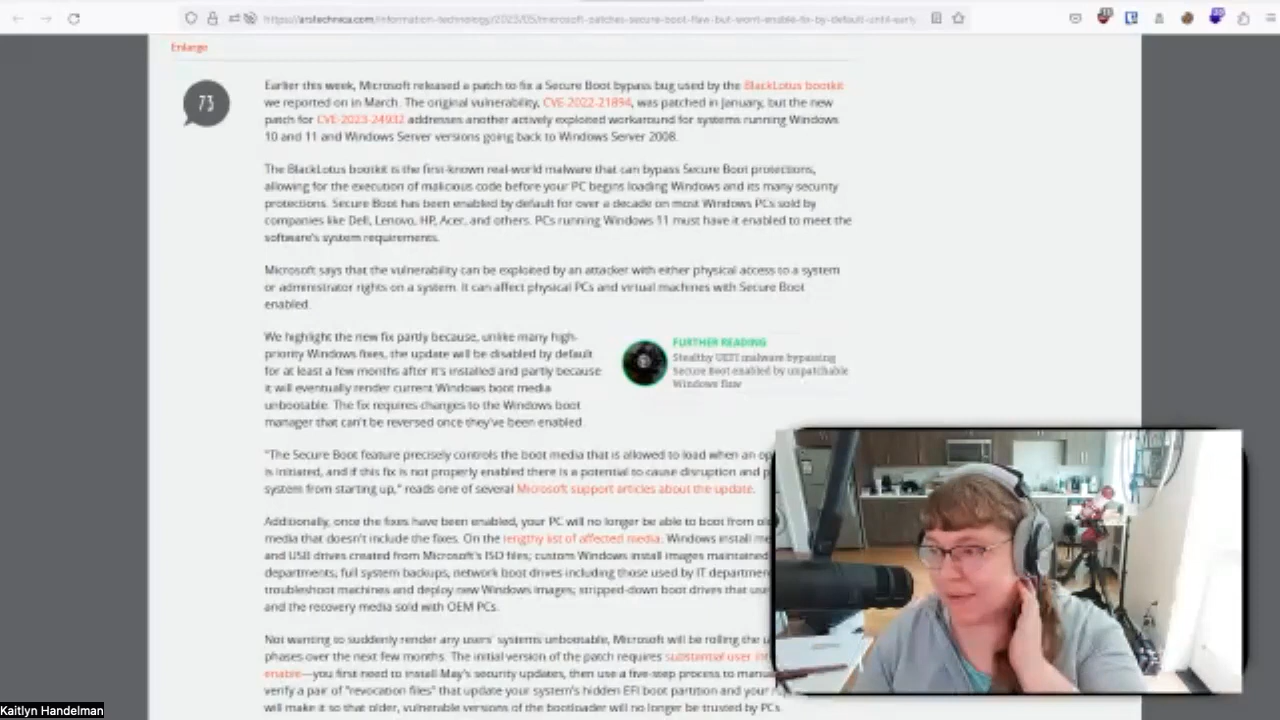 https://arstechnica.com/information-technology/2023/05/microsoft-patches-secure-boot-flaw-but-wont-enable-fix-by-default-until-early-
Enlarge
73
Earlier this week, Microsoft released a patch to fix a Secure Boot bypass bug used by the BlackLotus bootkit
we reported on in March. The original vulnerability, CVE-2022-21894, was patched in January, but the new
patch for CVE-2023-24932 addresses another actively exploited workaround for systems running Windows
10 and 11 and Windows Server versions going back to Windows Server 2008.
The BlackLotus bootkit is the first-known real-world malware that can bypass Secure Boot protections,
allowing for the execution of malicious code before your PC begins loading Windows and its many security
protections. Secure Boot has been enabled by default for over a decade on most Windows PCs sold by
companies like Dell, Lenovo, HP, Acer, and others. PCs running Windows 11 must have it enabled to meet the
software's system requirements.
Microsoft says that the vulnerability can be exploited by an attacker with either physical access to a system
or administrator rights on a system. It can affect physical PCs and virtual machines with Secure Boot
enabled.
We highlight the new fix partly because, unlike many high-
priority Windows fixes, the update will be disabled by default
for at least a few months after it's installed and partly because
it will eventually render current Windows boot media
unbootable. The fix requires changes to the Windows boot
manager that can't be reversed once they've been enabled.
FURTHER READING
Stealthy UEFI malware bypassing
Secure Boot enabled by unpatchable
Windows flaw
"The Secure Boot feature precisely controls the boot media that is allowed to load when an op
is initiated, and if this fix is not properly enabled there is a potential to cause disruption and p
system from starting up," reads one of several Microsoft support articles about the update.
Additionally, once the fixes have been enabled, your PC will no longer be able to boot from ol
media that doesn't include the fixes. On the lengthy list of affected media: Windows install me
and USB drives created from Microsoft's ISO files; custom Windows install images maintained
departments; full system backups; network boot drives including those used by IT departmen
troubleshoot machines and deploy new Windows images; stripped-down boot drives that use
and the recovery media sold with OEM PCs.
Not wanting to suddenly render any users' systems unbootable, Microsoft will be rolling the u
phases over the next few months. The initial version of the patch requires substantial user in
enable—you first need to install May's security updates, then use a five-step process to manu
verify a pair of "revocation files" that update your system's hidden EFI boot partition and your
will make it so that older, vulnerable versions of the bootloader will no longer be trusted by PCs.
Kaitlyn Handelman